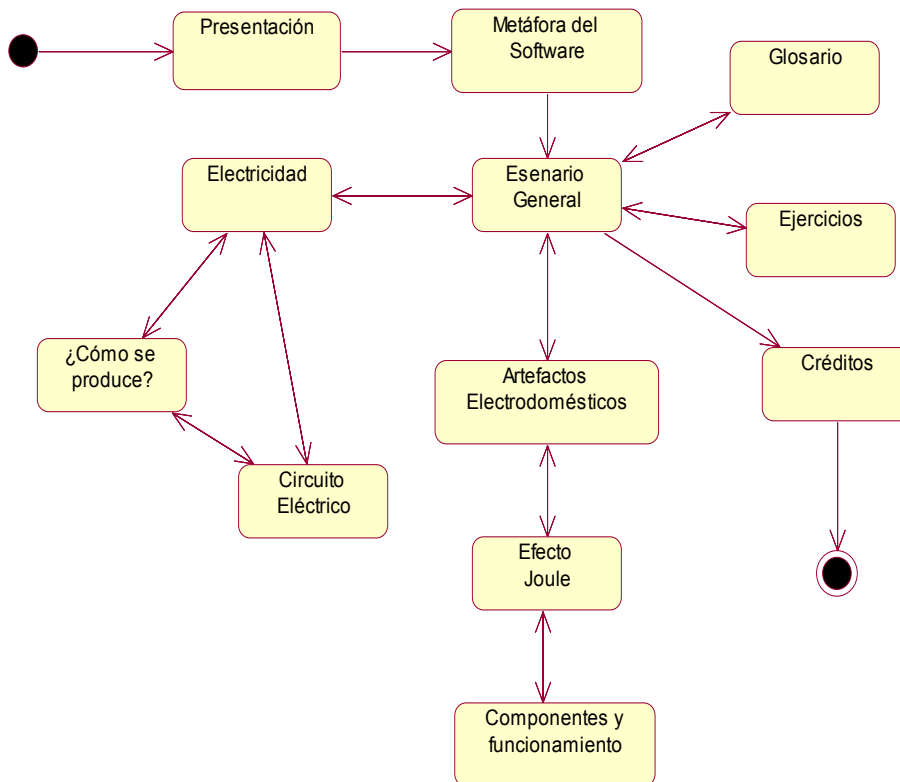 Presentación
Metáfora del
Software
Glosario
Electricidad
Esenario
General
Ejercicios
¿Cómo se
produce?
Artefactos
Electrodomésticos
Créditos
Circuito
Eléctrico
Efecto
Joule
Componentes y
funcionamiento